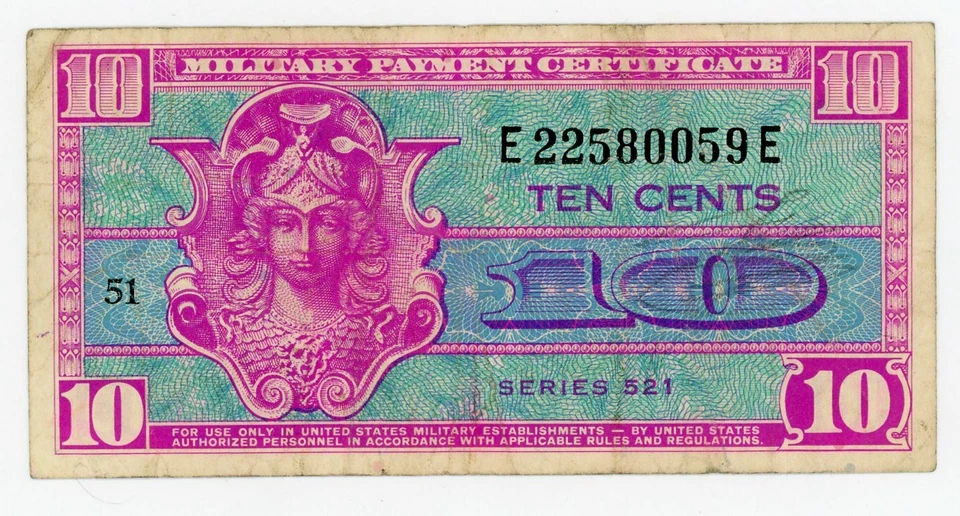 10 MILITARY PAYMENT CERTIFICATE 10
E22580059E
TEN CENTS
51
10
SERIES 521
10 10
FOR USE ONLY IN UNITED STATES MILITARY ESTABLISHMENTS — BY UNITED STATES
AUTHORIZED PERSONNEL IN ACCORDANCE WITH APPLICABLE RULES AND REGULATIONS.